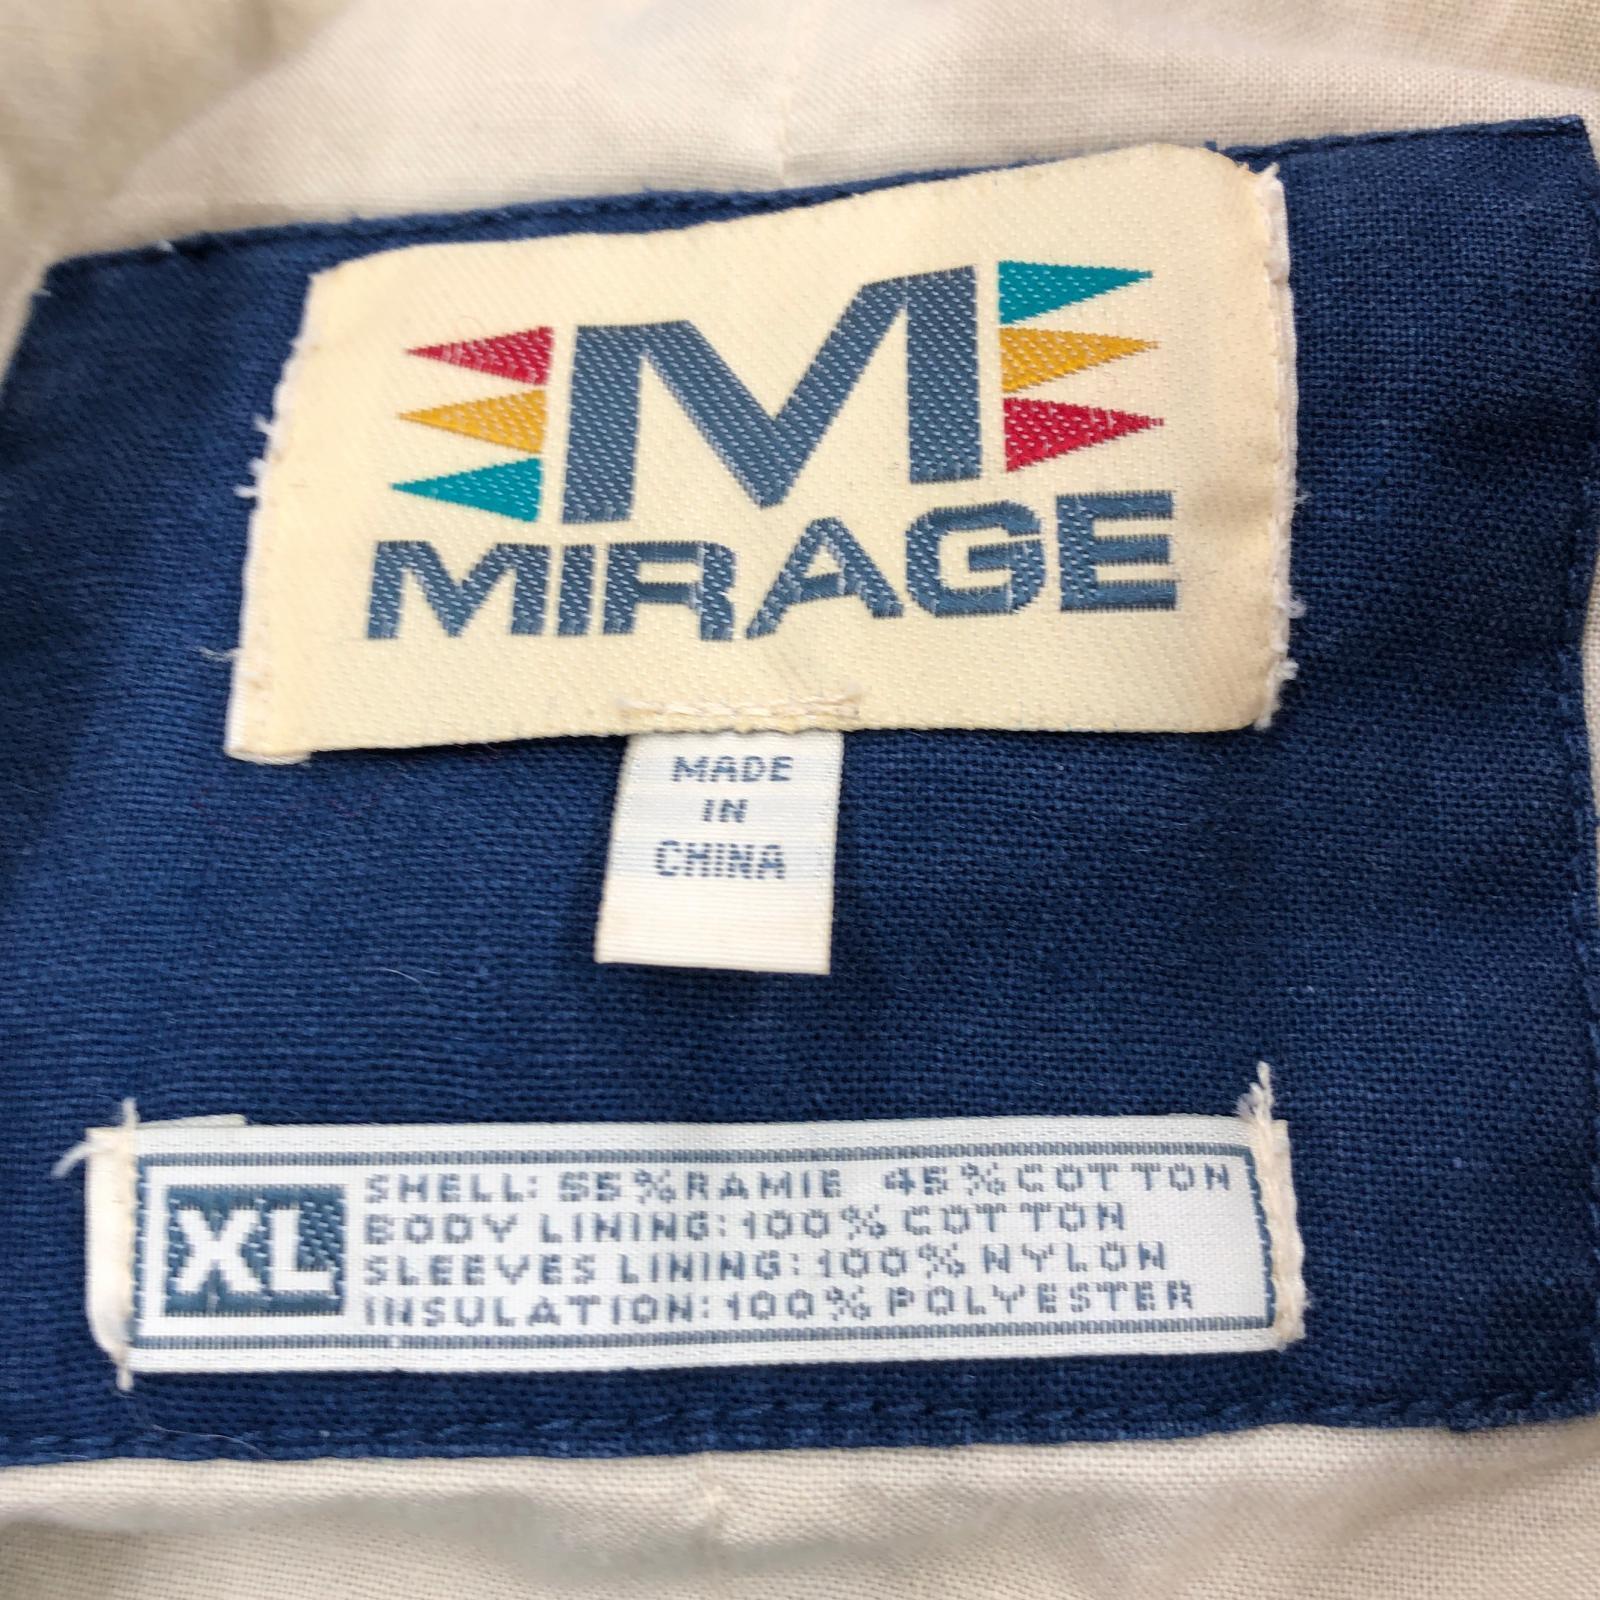 M
MIRAGE
MADE
IN
CHINA
XL
SHELL: 55% RAMIE 45% COTTON
BODY LINING: 100% COTTON
SLEEVES LINING: 100% NYLON
INSULATION: 100% POLYESTER